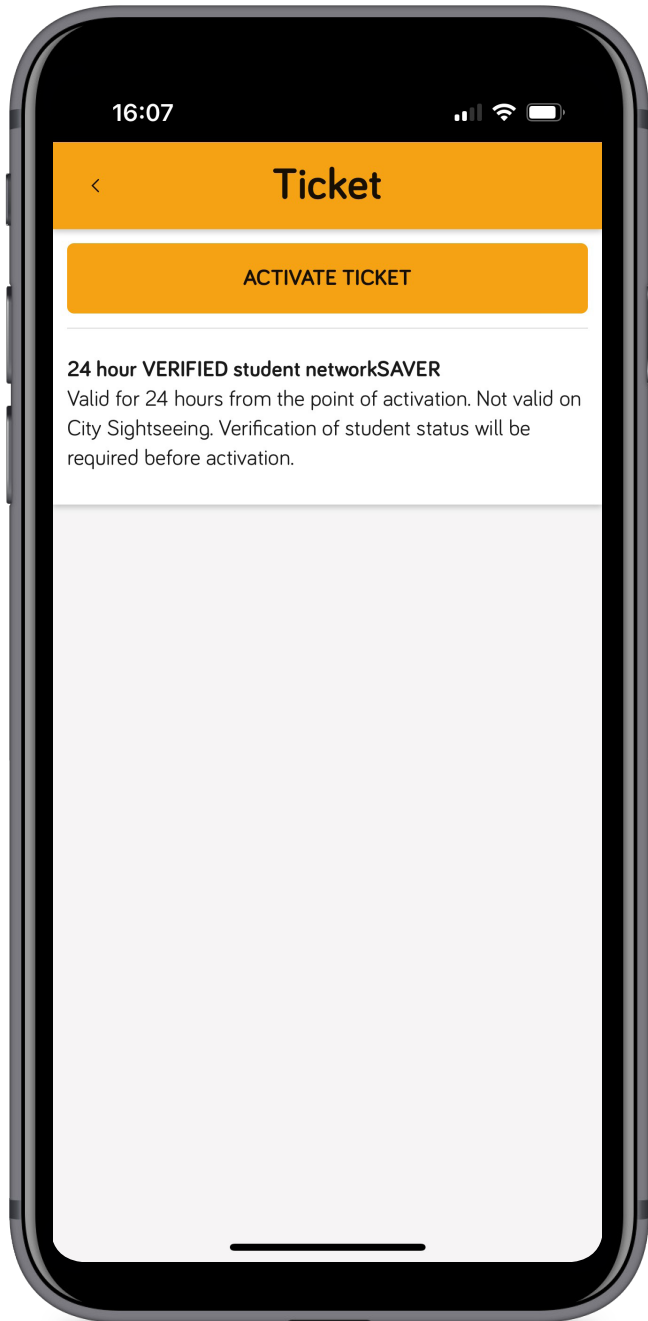 16:07
Ticket
ACTIVATE TICKET
24 hour VERIFIED student networkSAVER
Valid for 24 hours from the point of activation. Not valid on
City Sightseeing. Verification of student status will be
required before activation.